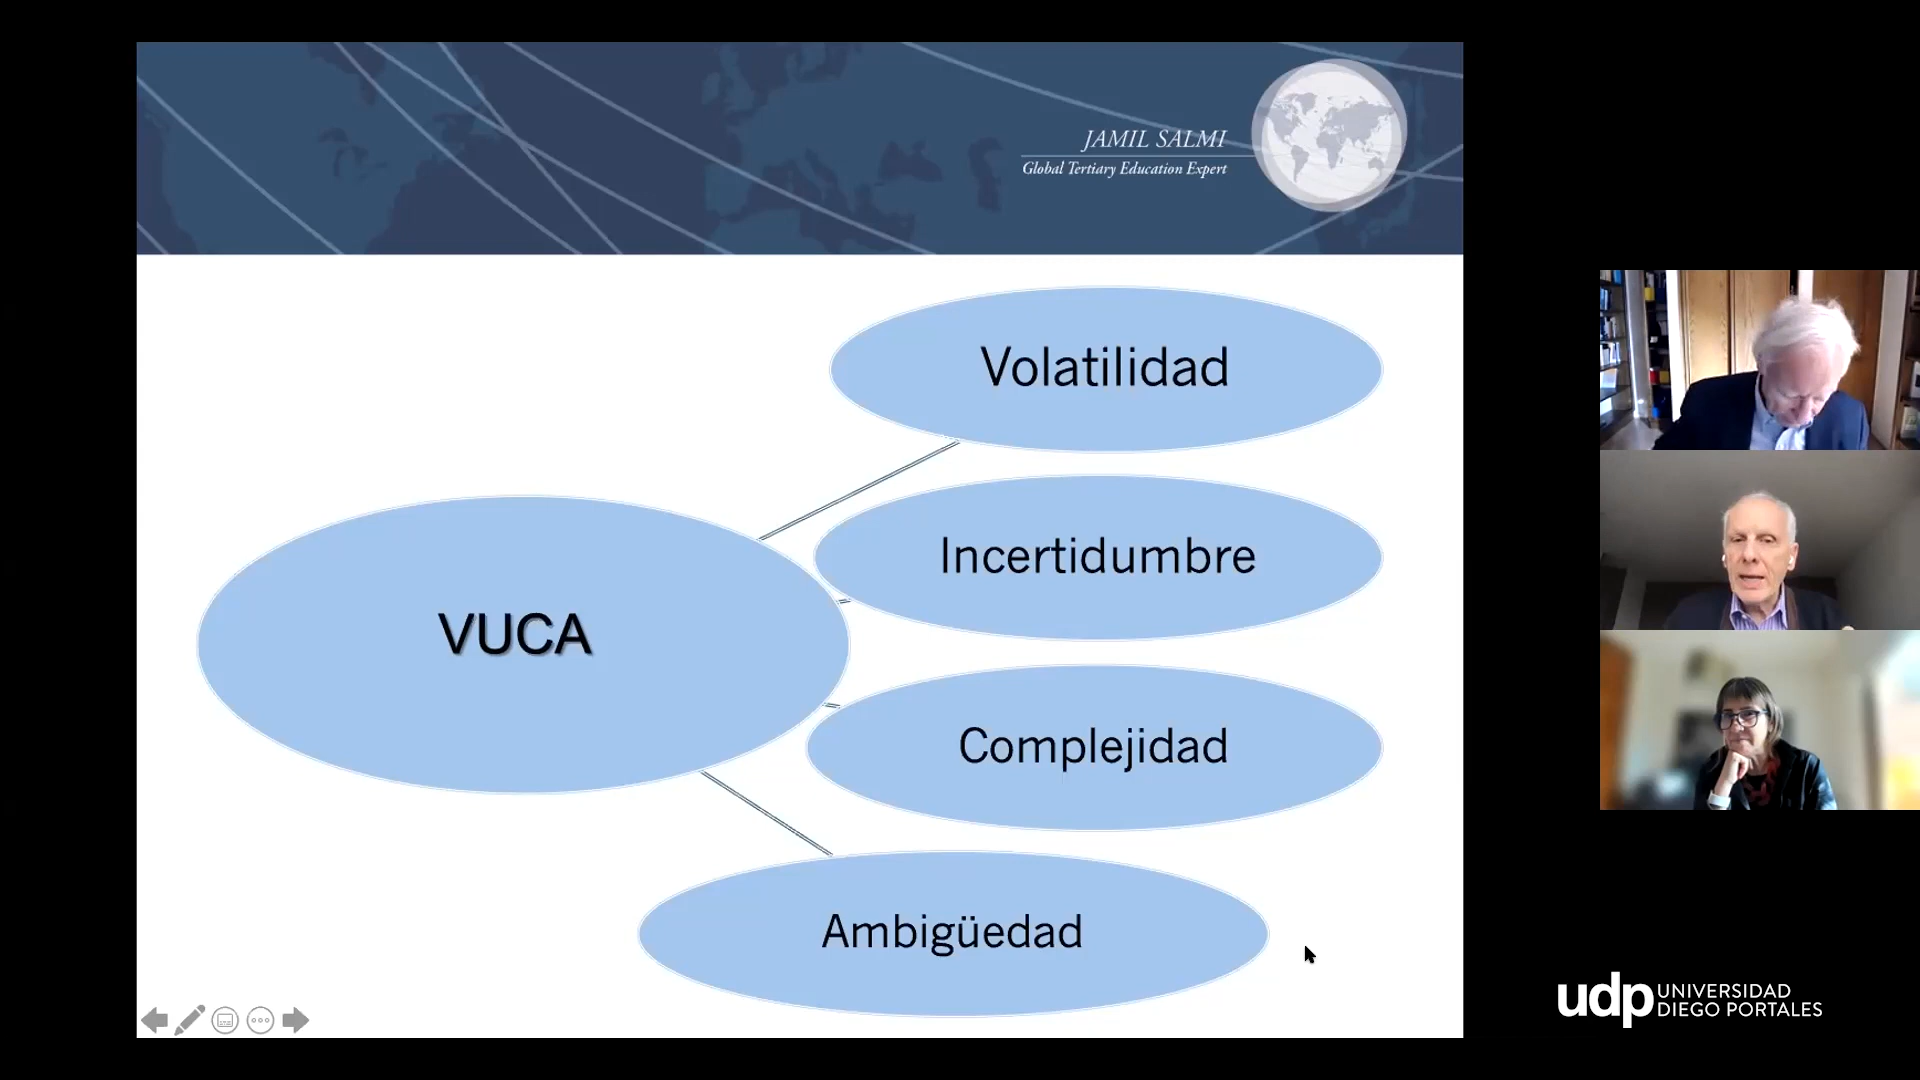 JAMIL SALMI
Global Tertiary Education Expert
Volatilidad
Incertidumbre
VUCA
Complejidad
Ambigüedad
udp UNIVERSIDAD
DIEGO PORTALES